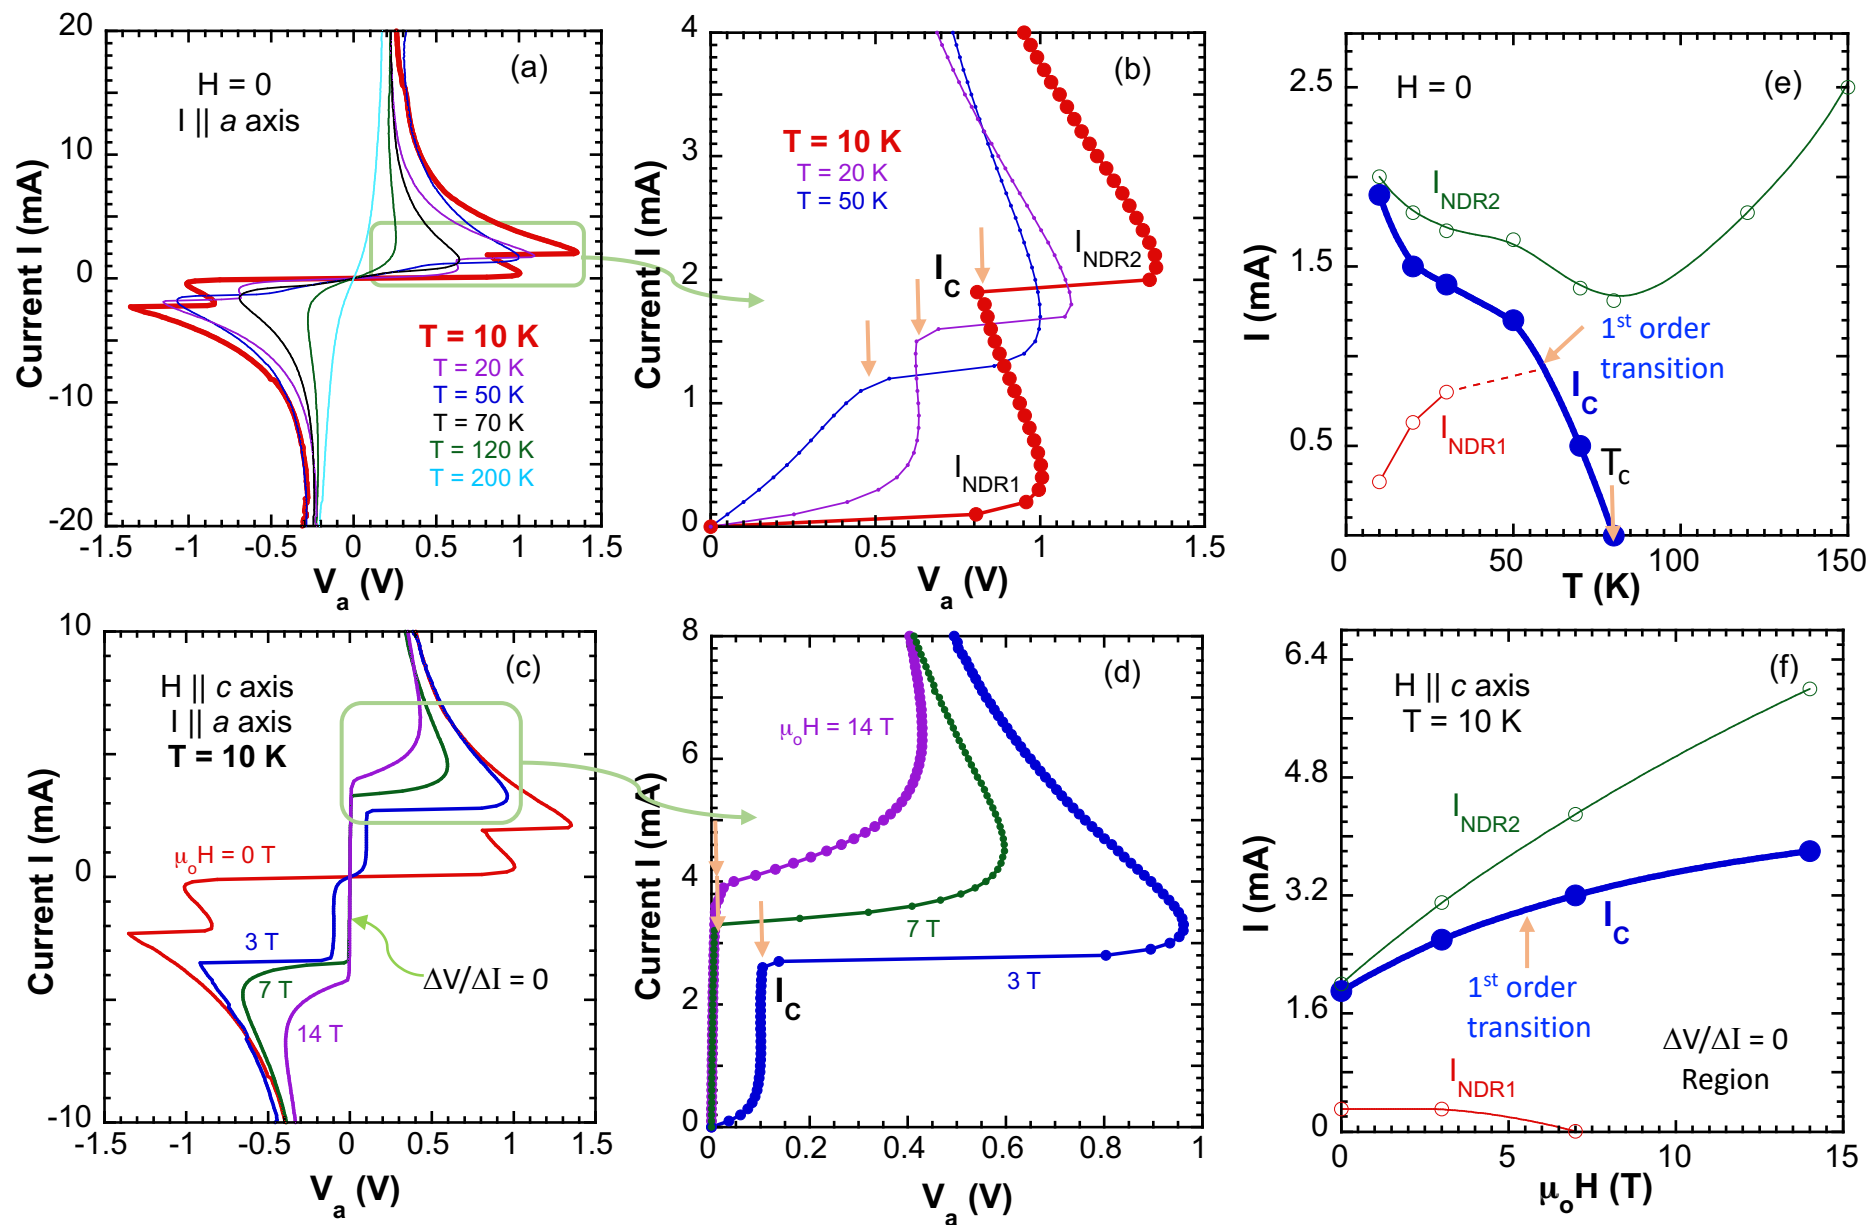 (a)
H = 0
I || a axis
T = 10 K
T = 20 K
T = 50 K
T = 70 K
T = 120 K
T = 200 K
20
10
0
-10
-20
-1.5
-1
-0.5
0
0.5
1
1.5
Current I (mA)
Va (V)
(b)
T = 10 K
T = 20 K
T = 50 K
IC
INDR2
INDR1
4
3
2
1
0
0
0.5
1
1.5
Current I (mA)
Va (V)
(e)
H = 0
INDR2
1st order
transition
IC
INDR1
Tc
2.5
1.5
0.5
0
50
100
150
I (mA)
T (K)
(c)
H || c axis
I || a axis
T = 10 K
μoH = 0 T
3 T
7 T
14 T
ΔV/ΔI = 0
10
0
-10
-1.5
-1
-0.5
0
0.5
1
1.5
Current I (mA)
Va (V)
(d)
μoH = 14 T
7 T
3 T
IC
8
6
4
2
0
0
0.2
0.4
0.6
0.8
1
Current I (mA)
Va (V)
(f)
H || c axis
T = 10 K
INDR2
IC
1st order
transition
ΔV/ΔI = 0
Region
INDR1
6.4
4.8
3.2
1.6
0
0
5
10
15
I (mA)
μoH (T)